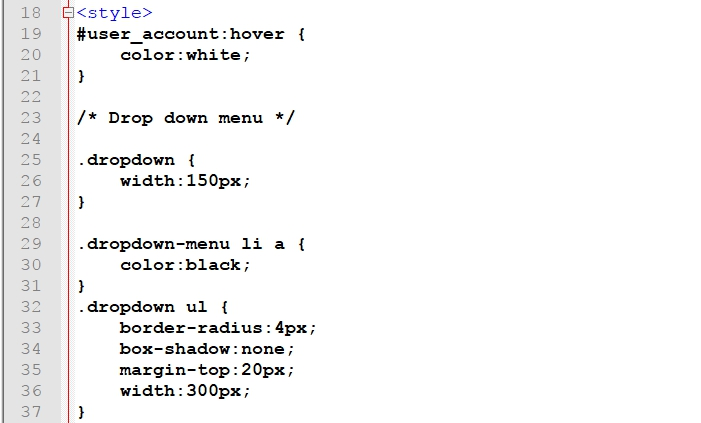 18 <style>
19 #user_account:hover {
20     color:white;
21 }
22
23 /* Drop down menu */
24
25 .dropdown {
26     width:150px;
27 }
28
29 .dropdown-menu li a {
30     color:black;
31 }
32 .dropdown ul {
33     border-radius:4px;
34     box-shadow:none;
35     margin-top:20px;
36     width:300px;
37 }